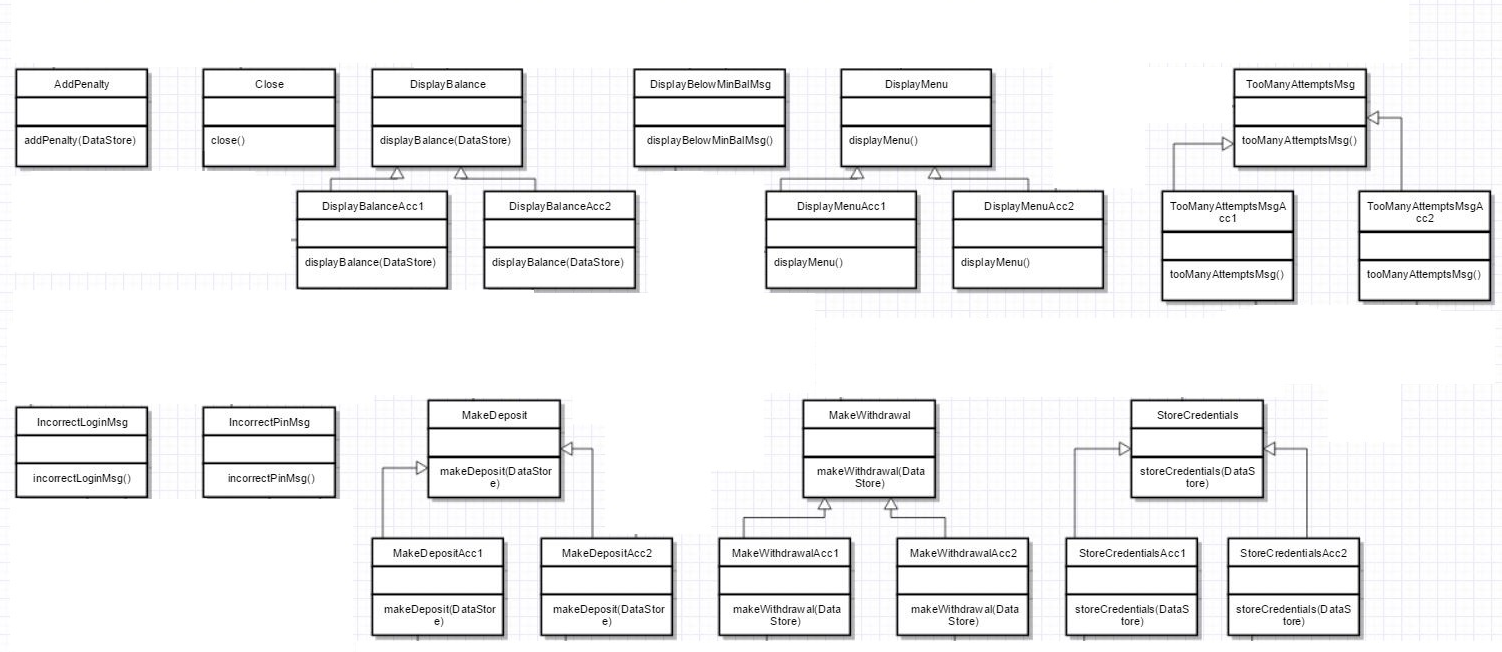 AddPenalty
addPenalty(DataStore)
Close
close()
DisplayBalance
displayBalance(DataStore)
DisplayBelowMinBalMsg
displayBelowMinBalMsg()
DisplayMenu
displayMenu()
TooManyAttemptsMsg
tooManyAttemptsMsg()
DisplayBalanceAcc1
displayBalance(DataStore)
DisplayBalanceAcc2
displayBalance(DataStore)
DisplayMenuAcc1
displayMenu()
DisplayMenuAcc2
displayMenu()
TooManyAttemptsMsgA
cc1
tooManyAttemptsMsg()
TooManyAttemptsMsgA
cc2
tooManyAttemptsMsg()
IncorrectLoginMsg
incorrectLoginMsg()
IncorrectPinMsg
incorrectPinMsg()
MakeDeposit
makeDeposit(DataStor
e)
MakeWithdrawal
makeWithdrawal(Data
Store)
StoreCredentials
storeCredentials(DataS
tore)
MakeDepositAcc1
makeDeposit(DataStor
e)
MakeDepositAcc2
makeDeposit(DataStor
e)
MakeWithdrawalAcc1
makeWithdrawal(Data
Store)
MakeWithdrawalAcc2
makeWithdrawal(Data
Store)
StoreCredentialsAcc1
storeCredentials(DataS
tore)
StoreCredentialsAcc2
storeCredentials(DataS
tore)